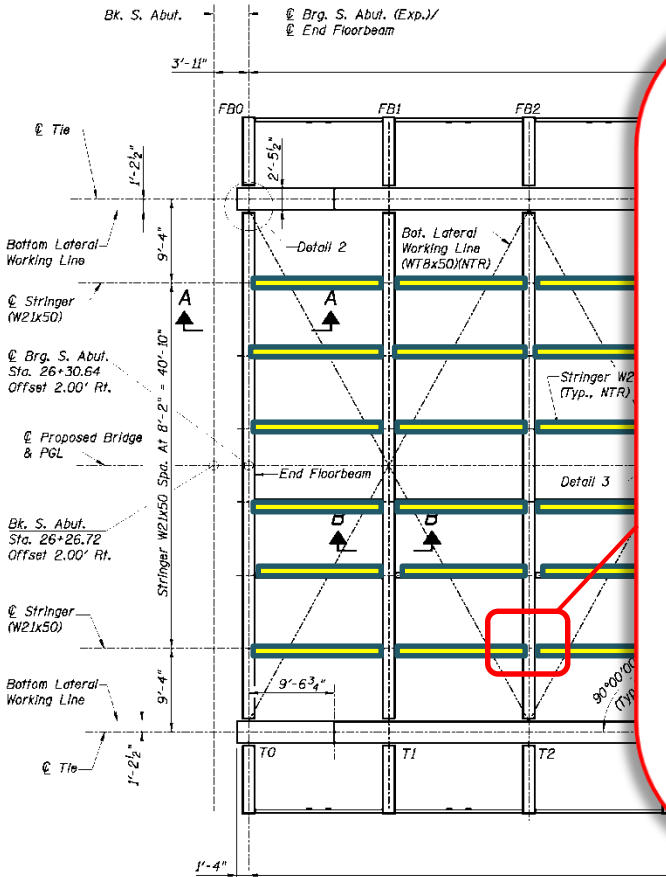 Bk. S. Abut.
℄ Brg. S. Abut. (Exp.)/
℄ End Floorbeam
3'-11"
FB0
FB1
FB2
℄ Tie
1'-2½"
2'-5½"
Bottom Lateral
Working Line
9'-4"
Detail 2
Bot. Lateral
Working Line
(WT8x50)(NTR)
℄ Stringer
(W21x50)
A
A
℄ Brg. S. Abut.
Sta. 26+30.64
Offset 2.00' Rt.
Stringer W21x50 Spa. At 8'-2" = 40'-10"
Stringer W2
(Typ., NTR)
℄ Proposed Bridge
& PGL
End Floorbeam
Detail 3
Bk. S. Abut.
Sta. 26+26.72
Offset 2.00' Rt.
B
B
℄ Stringer
(W21x50)
9'-4"
9'-6¾"
90°00'00
(Typ
Bottom Lateral
Working Line
℄ Tie
1'-2½"
T0
T1
T2
1'-4"